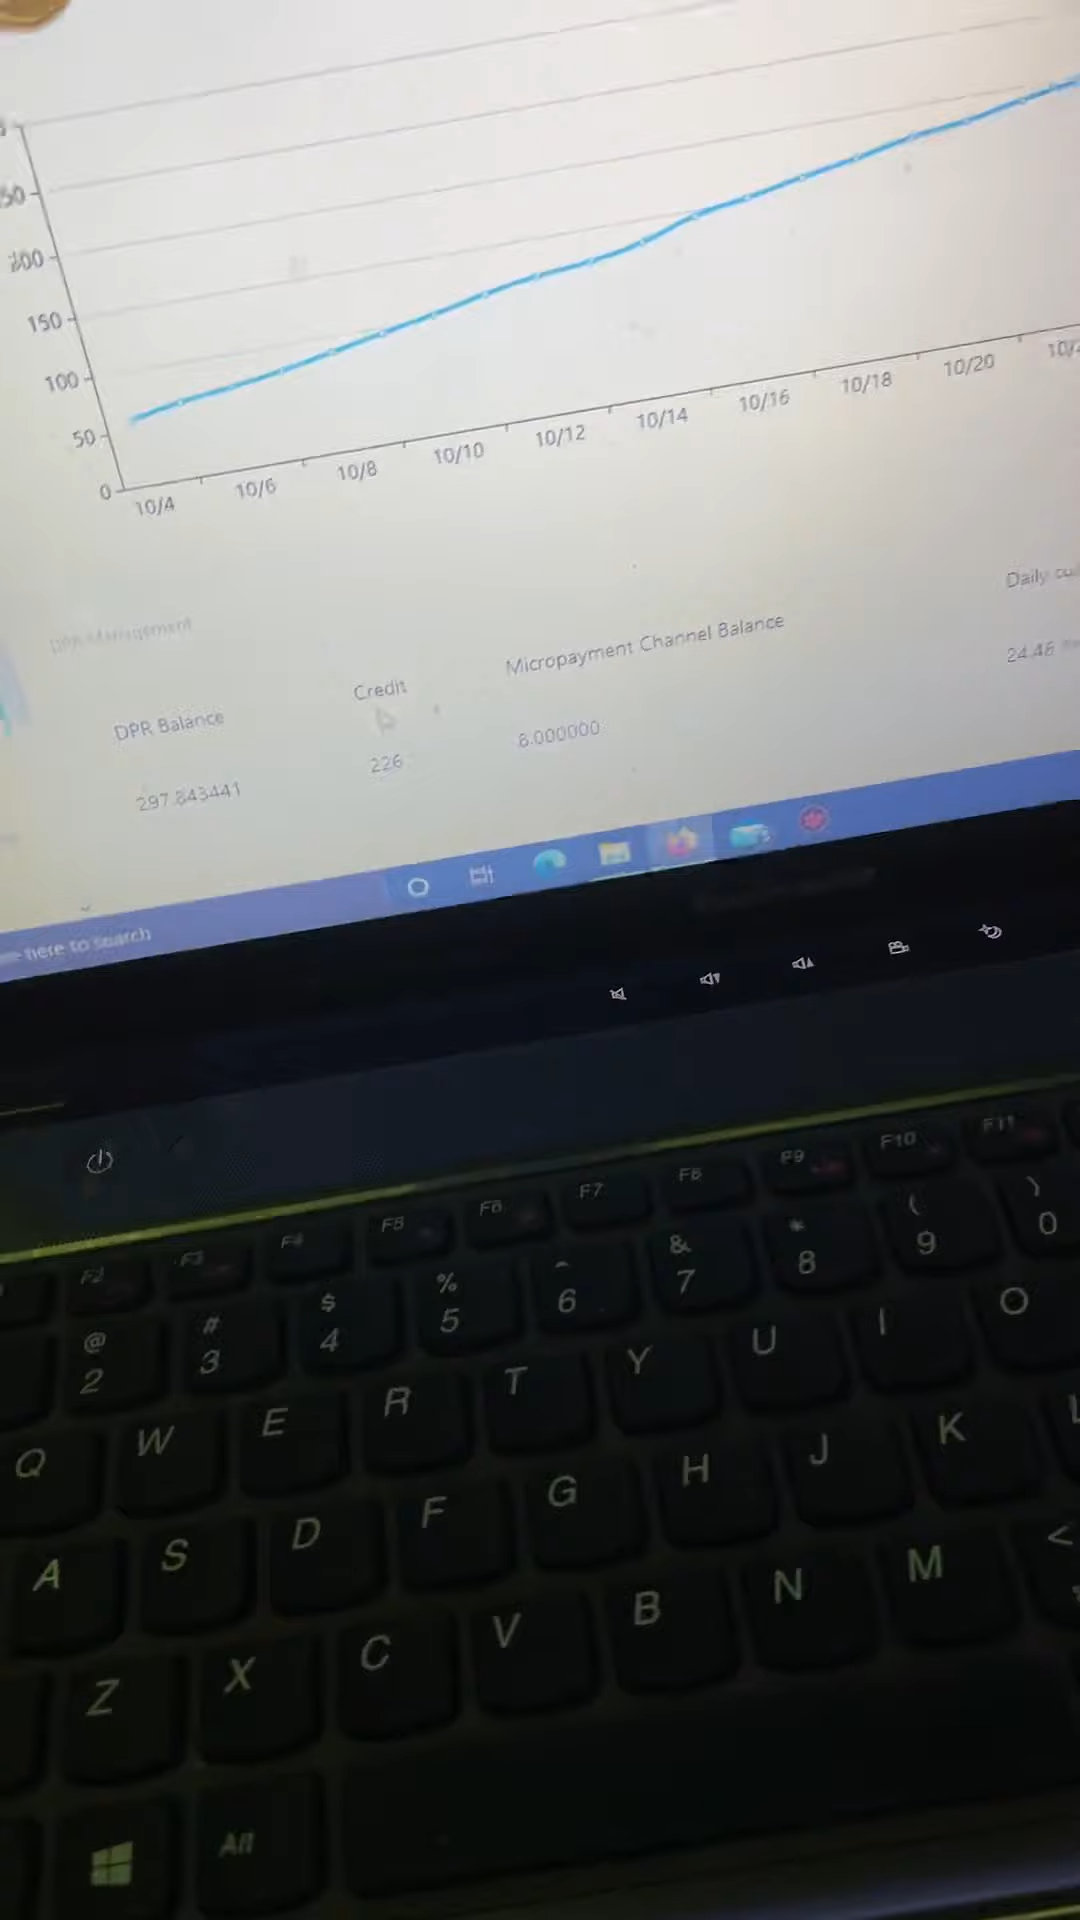 200
150
100
50
0
10/4 10/6 10/8 10/10 10/12 10/14 10/16 10/18 10/20
DPR Management
DPR Balance Credit Micropayment Channel Balance Daily
297.843441 226 6.000000 24.46
here to search
F2 F3 F4 F5 F6 F7 F8 F9 F10 F11
@ # $ % ^ & * ( )
2 3 4 5 6 7 8 9 0
Q W E R T Y U I O
A S D F G H J K L
Z X C V B N M <
Alt